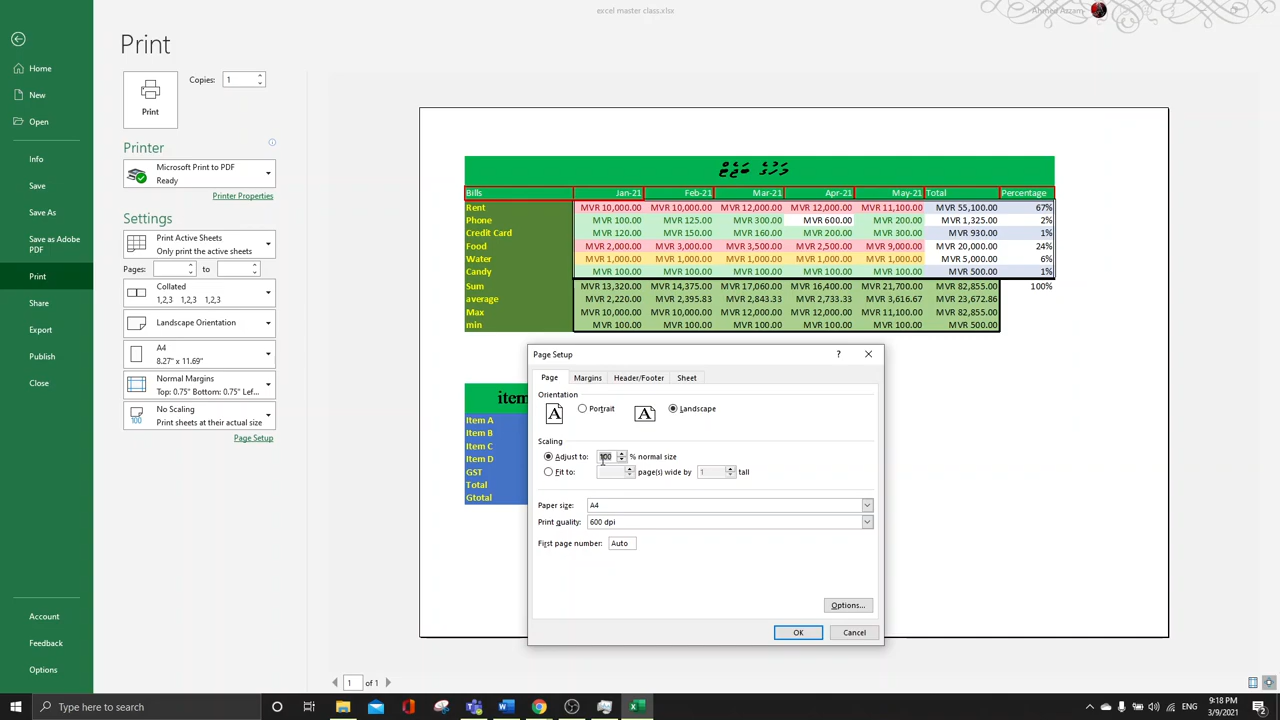 excel master class.xlsx
Ahmed Azzam
Print
Home
New
Open
Info
Save
Save As
Save as Adobe
PDF
Print
Share
Export
Publish
Close
Account
Feedback
Options
Print
Copies: 1
Printer
Microsoft Print to PDF
Ready
Printer Properties
Settings
Print Active Sheets
Only print the active sheets
Pages: to
Collated
1,2,3 1,2,3 1,2,3
Landscape Orientation
A4
8.27" x 11.69"
Normal Margins
Top: 0.75" Bottom: 0.75" Left...
No Scaling
Print sheets at their actual size
100
Page Setup
މަހުގެ ބަޖެޓް
Bills Jan-21 Feb-21 Mar-21 Apr-21 May-21 Total Percentage
Rent MVR 10,000.00 MVR 10,000.00 MVR 12,000.00 MVR 12,000.00 MVR 11,100.00 MVR 55,100.00 67%
Phone MVR 100.00 MVR 125.00 MVR 300.00 MVR 600.00 MVR 200.00 MVR 1,325.00 2%
Credit Card MVR 120.00 MVR 150.00 MVR 160.00 MVR 200.00 MVR 300.00 MVR 930.00 1%
Food MVR 2,000.00 MVR 3,000.00 MVR 3,500.00 MVR 2,500.00 MVR 9,000.00 MVR 20,000.00 24%
Water MVR 1,000.00 MVR 1,000.00 MVR 1,000.00 MVR 1,000.00 MVR 1,000.00 MVR 5,000.00 6%
Candy MVR 100.00 MVR 100.00 MVR 100.00 MVR 100.00 MVR 100.00 MVR 500.00 1%
Sum MVR 13,320.00 MVR 14,375.00 MVR 17,060.00 MVR 16,400.00 MVR 21,700.00 MVR 82,855.00 100%
average MVR 2,220.00 MVR 2,395.83 MVR 2,843.33 MVR 2,733.33 MVR 3,616.67 MVR 23,672.86
Max MVR 10,000.00 MVR 10,000.00 MVR 12,000.00 MVR 12,000.00 MVR 11,100.00 MVR 82,855.00
min MVR 100.00 MVR 100.00 MVR 100.00 MVR 100.00 MVR 100.00 MVR 500.00
item
Item A
Item B
Item C
Item D
GST
Total
Gtotal
Page Setup ?
Page Margins Header/Footer Sheet
Orientation
A Portrait A Landscape
Scaling
Adjust to: 100 % normal size
Fit to: page(s) wide by 1 tall
Paper size: A4
Print quality: 600 dpi
First page number: Auto
Options...
OK Cancel
1 of 1
Type here to search
ENG
9:18 PM
3/9/2021
2